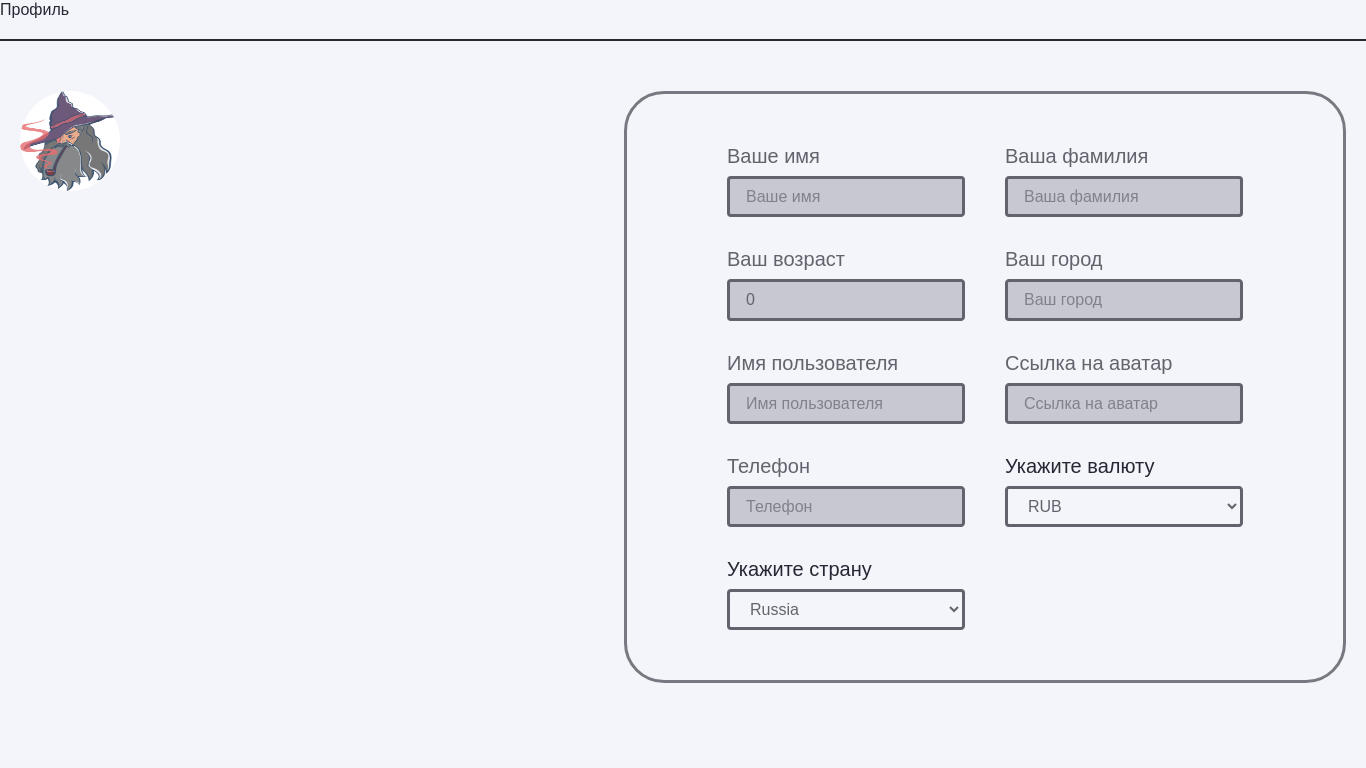 Профиль
Ваше имя
Ваша фамилия
Ваше имя
Ваша фамилия
Ваш возраст
Ваш город
0
Ваш город
Имя пользователя
Ссылка на аватар
Имя пользователя
Ссылка на аватар
Телефон
Укажите валюту
Телефон
RUB
Укажите страну
Russia